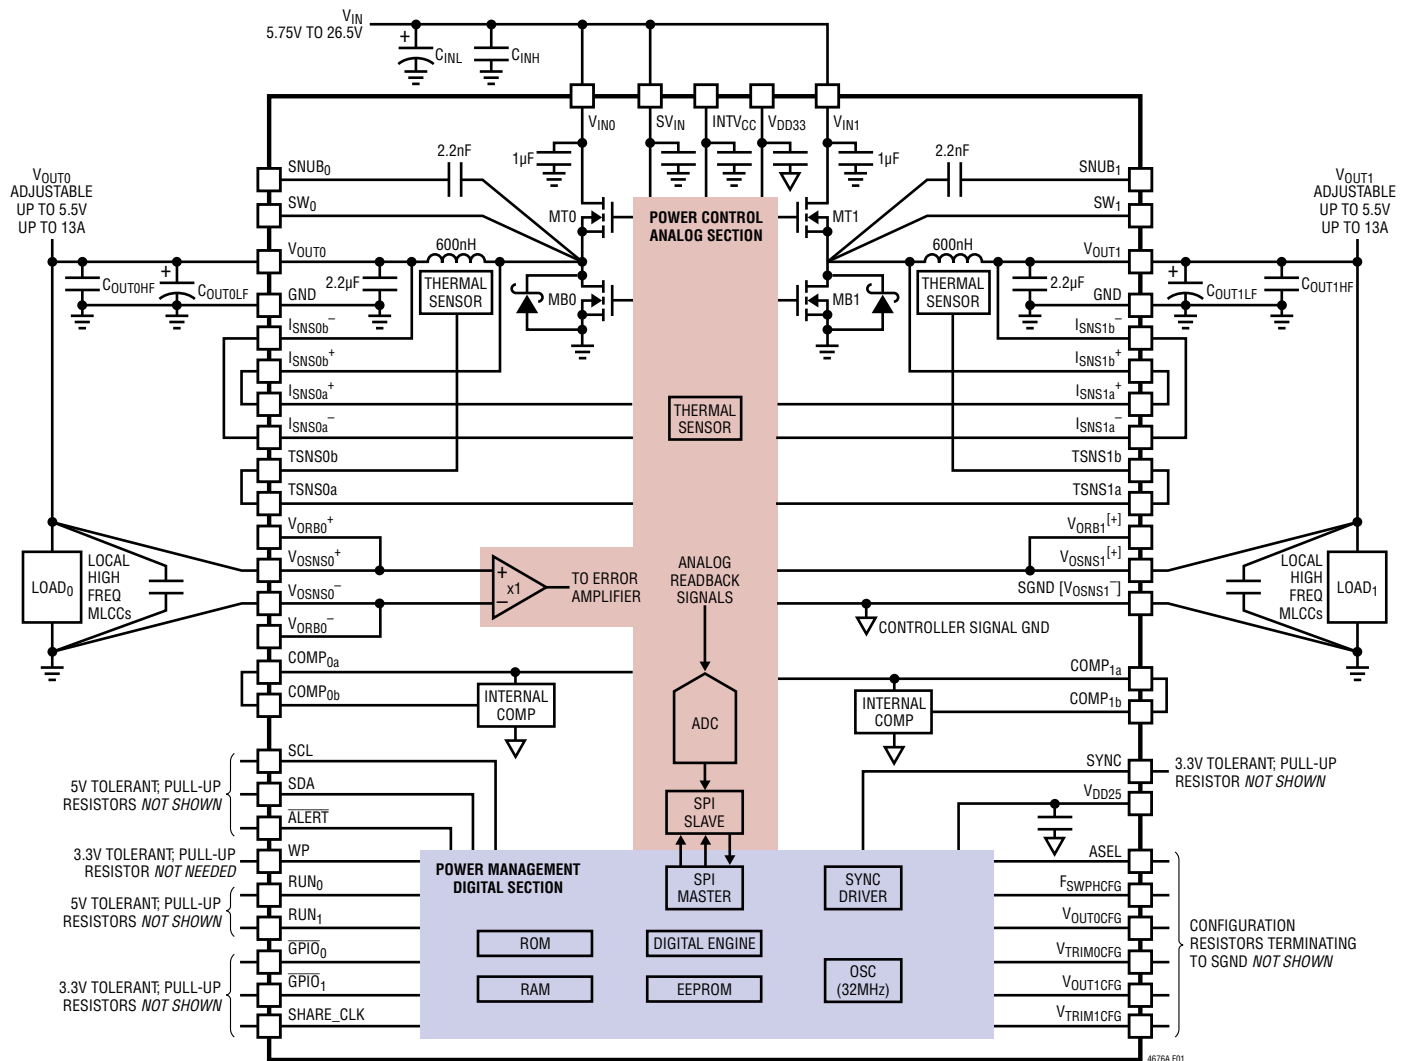 VIN
5.75V TO 26.5V
+
CINL
CINH
VIN0
SVIN
INTVCC
VDD33
VIN1
1µF
1µF
SNUB0
2.2nF
2.2nF
SNUB1
VOUT0
ADJUSTABLE
UP TO 5.5V
UP TO 13A
SW0
MT0
POWER CONTROL
ANALOG SECTION
MT1
SW1
VOUT1
ADJUSTABLE
UP TO 5.5V
UP TO 13A
VOUT0
600nH
600nH
VOUT1
COUT0HF
+
COUT0LF
GND
2.2µF
THERMAL
SENSOR
MB0
MB1
THERMAL
SENSOR
2.2µF
GND
+
COUT1LF
COUT1HF
ISNS0b–
ISNS1b–
ISNS0b+
ISNS1b+
ISNS0a+
ISNS1a+
THERMAL
SENSOR
ISNS0a–
ISNS1a–
TSNS0b
TSNS1b
TSNS0a
TSNS1a
VORB0+
VORB1[+]
LOAD0
LOCAL
HIGH
FREQ
MLCCs
VOSNS0+
VOSNS0–
VORB0–
+
–
x1
TO ERROR
AMPLIFIER
ANALOG
READBACK
SIGNALS
VOSNS1[+]
SGND [VOSNS1–]
CONTROLLER SIGNAL GND
LOCAL
HIGH
FREQ
MLCCs
LOAD1
COMP0a
COMP1a
COMP0b
COMP1b
INTERNAL
COMP
ADC
INTERNAL
COMP
5V TOLERANT; PULL-UP
RESISTORS NOT SHOWN
SCL
SDA
ALERT
SPI
SLAVE
SYNC
3.3V TOLERANT; PULL-UP
RESISTOR NOT SHOWN
VDD25
3.3V TOLERANT; PULL-UP
RESISTOR NOT NEEDED
WP
5V TOLERANT; PULL-UP
RESISTORS NOT SHOWN
RUN0
RUN1
3.3V TOLERANT; PULL-UP
RESISTORS NOT SHOWN
GPIO0
GPIO1
SHARE_CLK
POWER MANAGEMENT
DIGITAL SECTION
SPI
MASTER
SYNC
DRIVER
ROM
DIGITAL ENGINE
RAM
EEPROM
OSC
(32MHz)
ASEL
FSWPHCFG
VOUT0CFG
VTRIM0CFG
VOUT1CFG
VTRIM1CFG
CONFIGURATION
RESISTORS TERMINATING
TO SGND NOT SHOWN
4676A F01